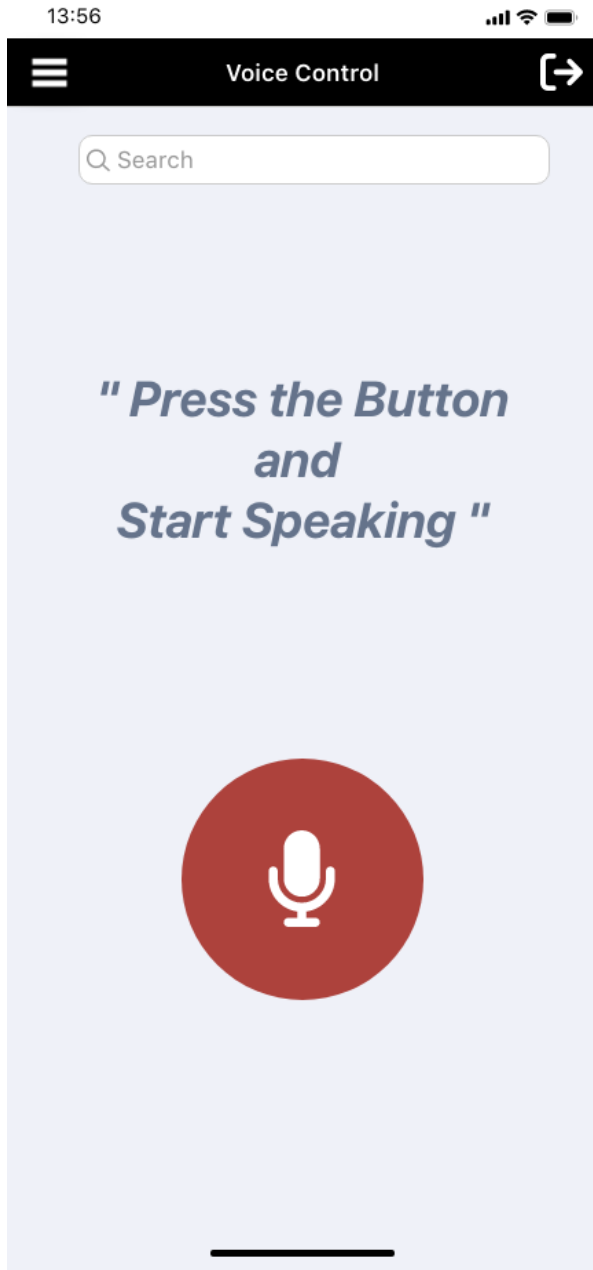 13:56
Voice Control
Search
" Press the Button
and
Start Speaking "